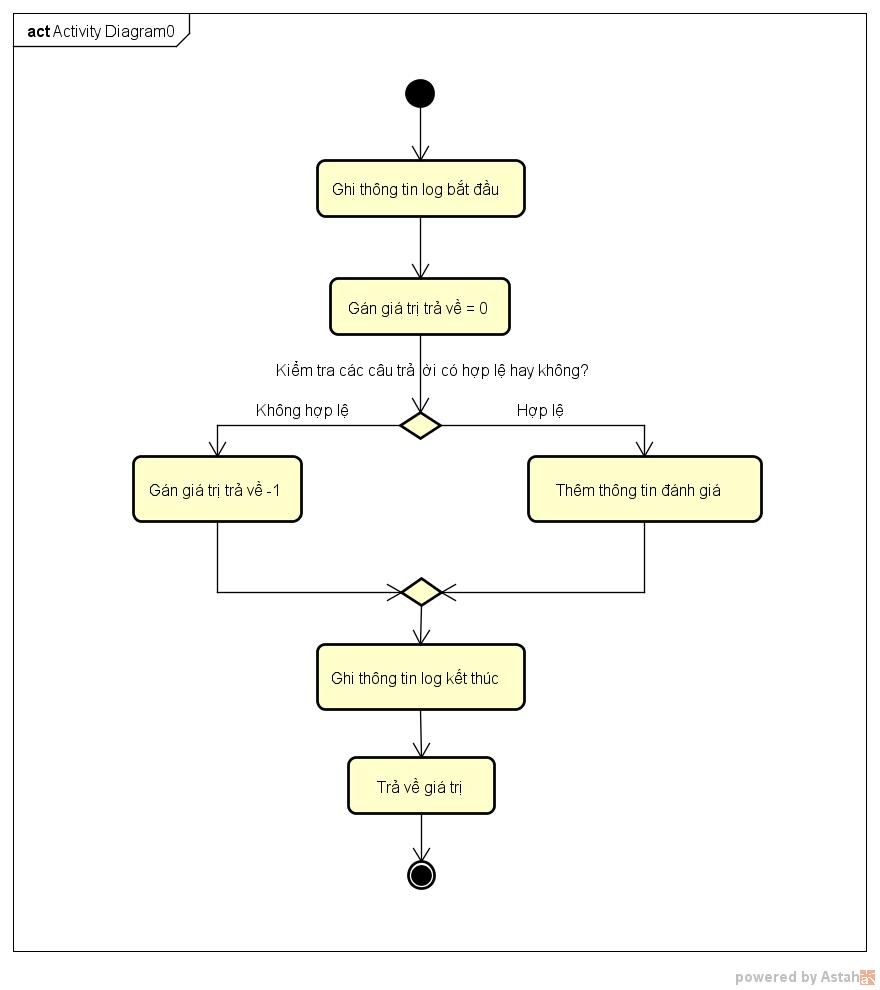 act Activity Diagram0
Ghi thông tin log bắt đầu
Gán giá trị trả về = 0
Kiểm tra các câu trả lời có hợp lệ hay không?
Không hợp lệ
Hợp lệ
Gán giá trị trả về -1
Thêm thông tin đánh giá
Ghi thông tin log kết thúc
Trả về giá trị
powered by Astah